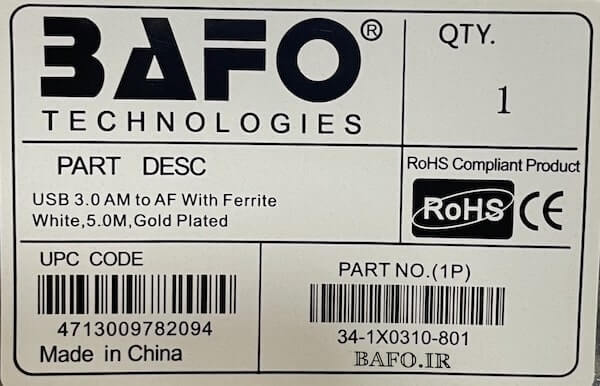 BAFO®
TECHNOLOGIES
QTY.
1
PART DESC
USB 3.0 AM to AF With Ferrite
White,5.0M,Gold Plated
RoHS Compliant Product
RoHS CE
UPC CODE
4713009782094
Made in China
PART NO.(1P)
34-1X0310-801
BAFO.IR